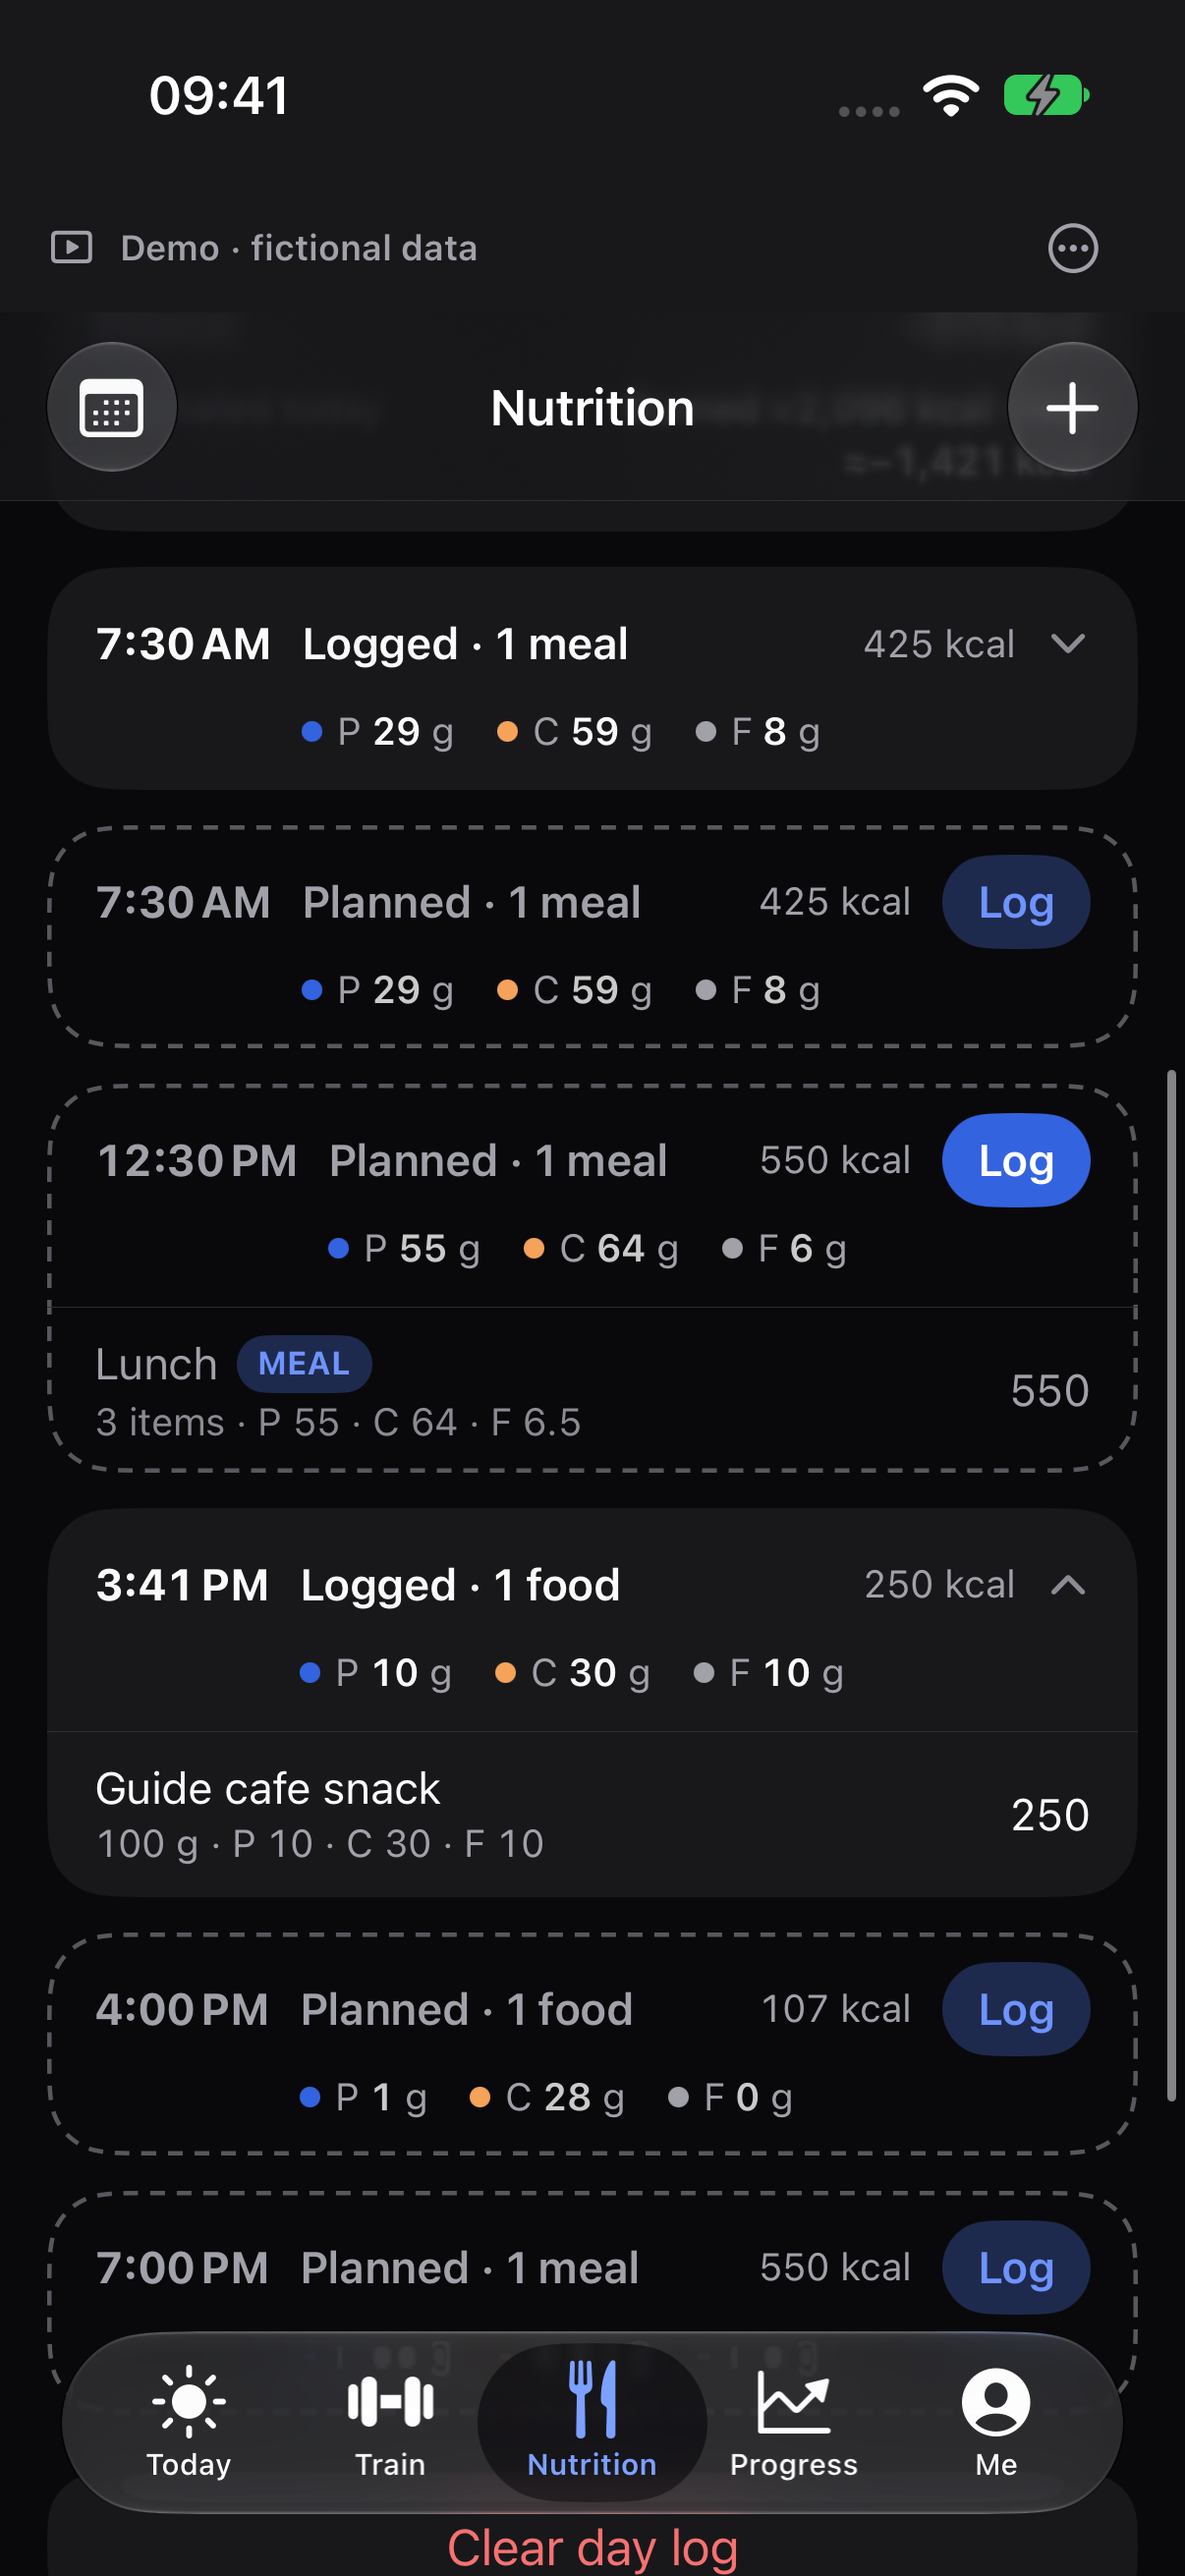 09:41
Demo · fictional data
Nutrition
≈−1,421 kcal
7:30 AM Logged · 1 meal 425 kcal
P 29 g C 59 g F 8 g
7:30 AM Planned · 1 meal 425 kcal Log
P 29 g C 59 g F 8 g
12:30 PM Planned · 1 meal 550 kcal Log
P 55 g C 64 g F 6 g
Lunch MEAL 550
3 items · P 55 · C 64 · F 6.5
3:41 PM Logged · 1 food 250 kcal
P 10 g C 30 g F 10 g
Guide cafe snack 250
100 g · P 10 · C 30 · F 10
4:00 PM Planned · 1 food 107 kcal Log
P 1 g C 28 g F 0 g
7:00 PM Planned · 1 meal 550 kcal Log
Today Train Nutrition Progress Me
Clear day log